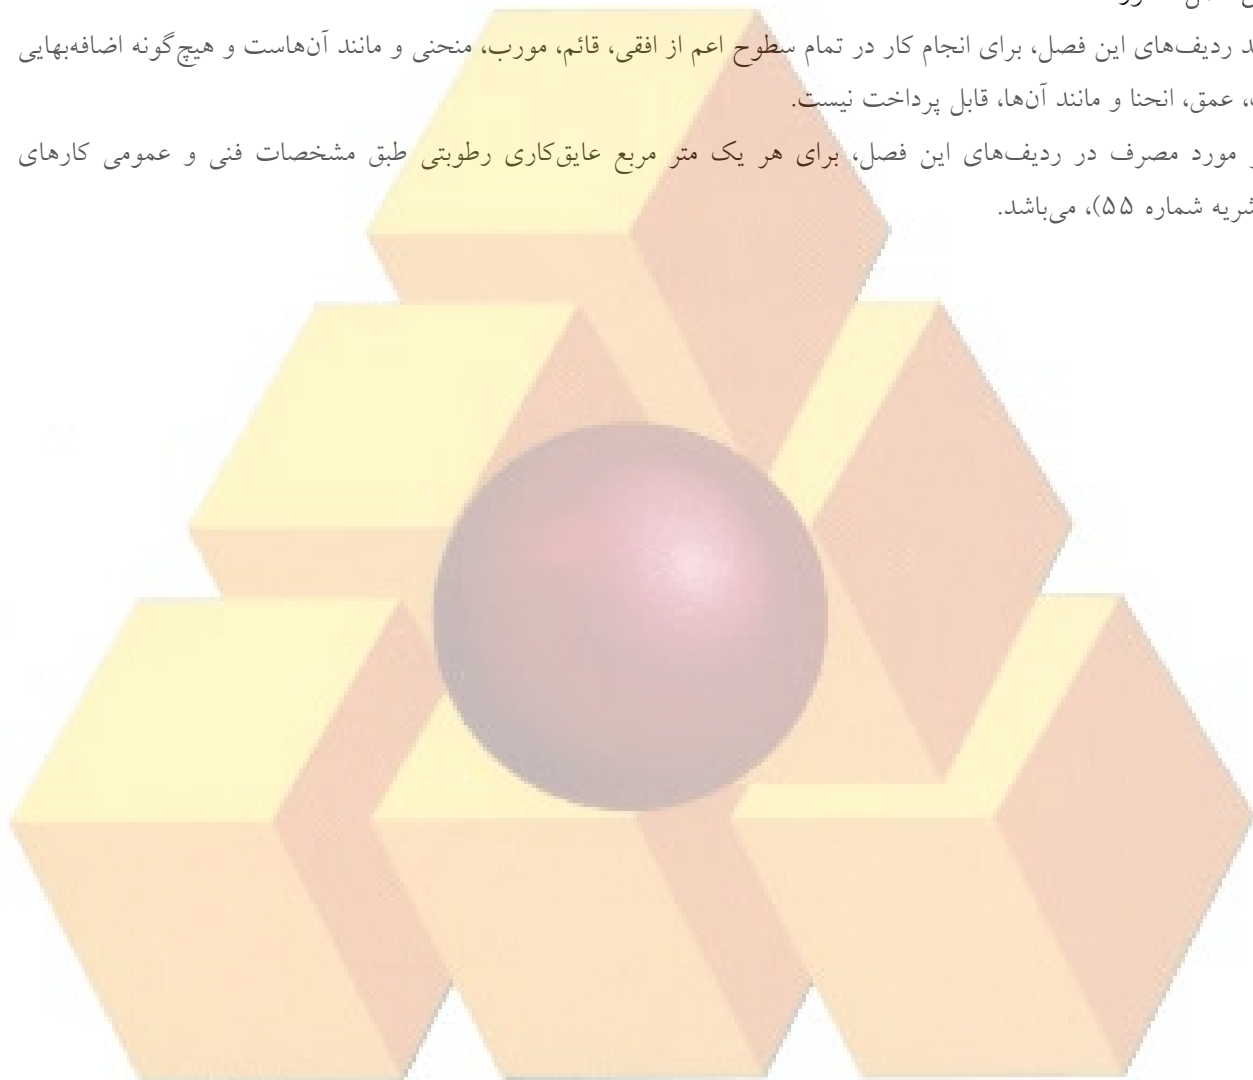 ردیف‌های این فصل، برای انجام کار در تمام سطوح اعم از افقی، قائم، مورب، منحنی و مانند آن‌هاست و هیچ‌گونه اضافه‌بهایی
عمق، انحنا و مانند آن‌ها، قابل پرداخت نیست.
مورد مصرف در ردیف‌های این فصل، برای هر یک متر مربع عایق‌کاری رطوبتی طبق مشخصات فنی و عمومی کارهای
شماره ۵۵)، می‌باشد.